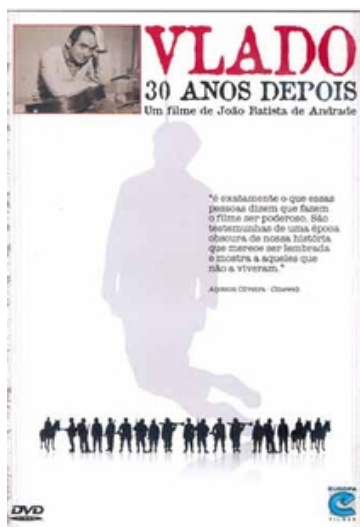 VLADO
30 ANOS DEPOIS
Um filme de João Batista de Andrade
"é exatamente o que essas
pessoas dizem que fazem
o filme ser poderoso. São
testemunhas de uma época
obscura de nossa história
que merece ser lembrada
e mostra a aqueles que
não a viveram."
Alysson Oliveira - Cineweb
DVD
EUROPA
FILMES